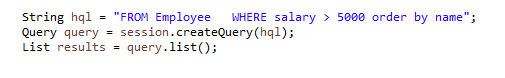 String hql = "FROM Employee   WHERE salary > 5000 order by name";
Query query = session.createQuery(hql);
List results = query.list();